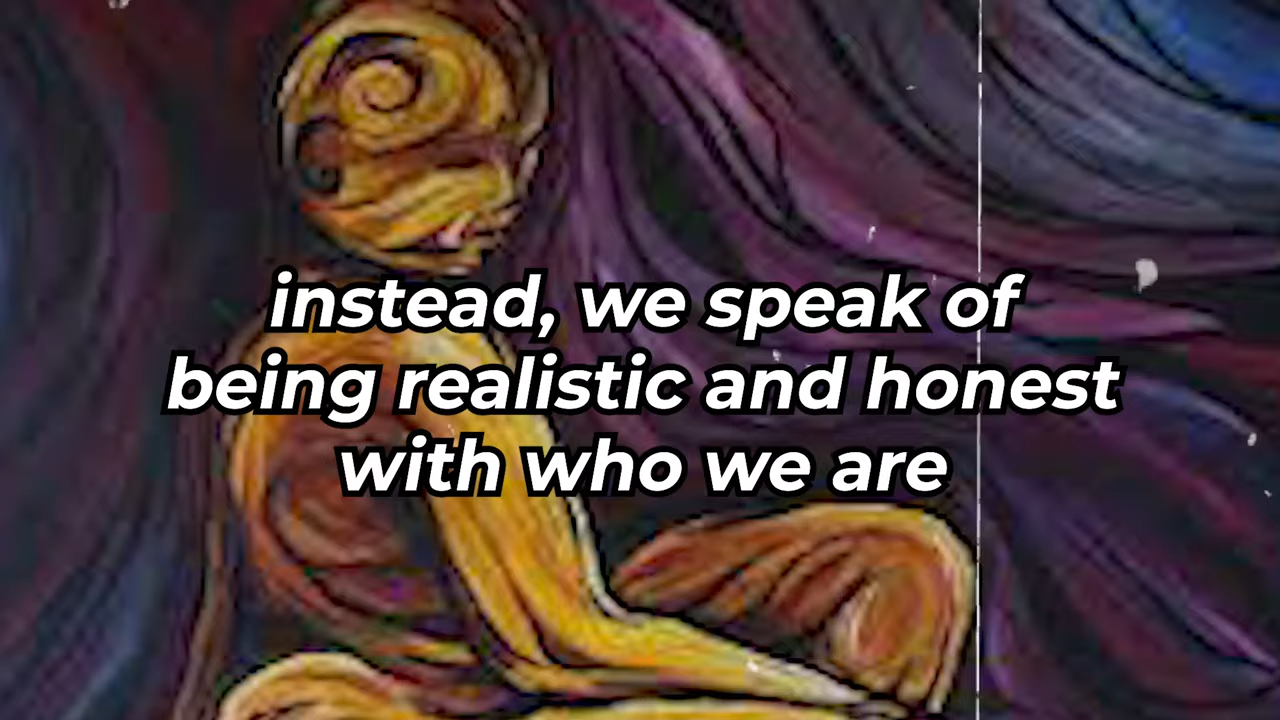 instead, we speak of
being realistic and honest
with who we are